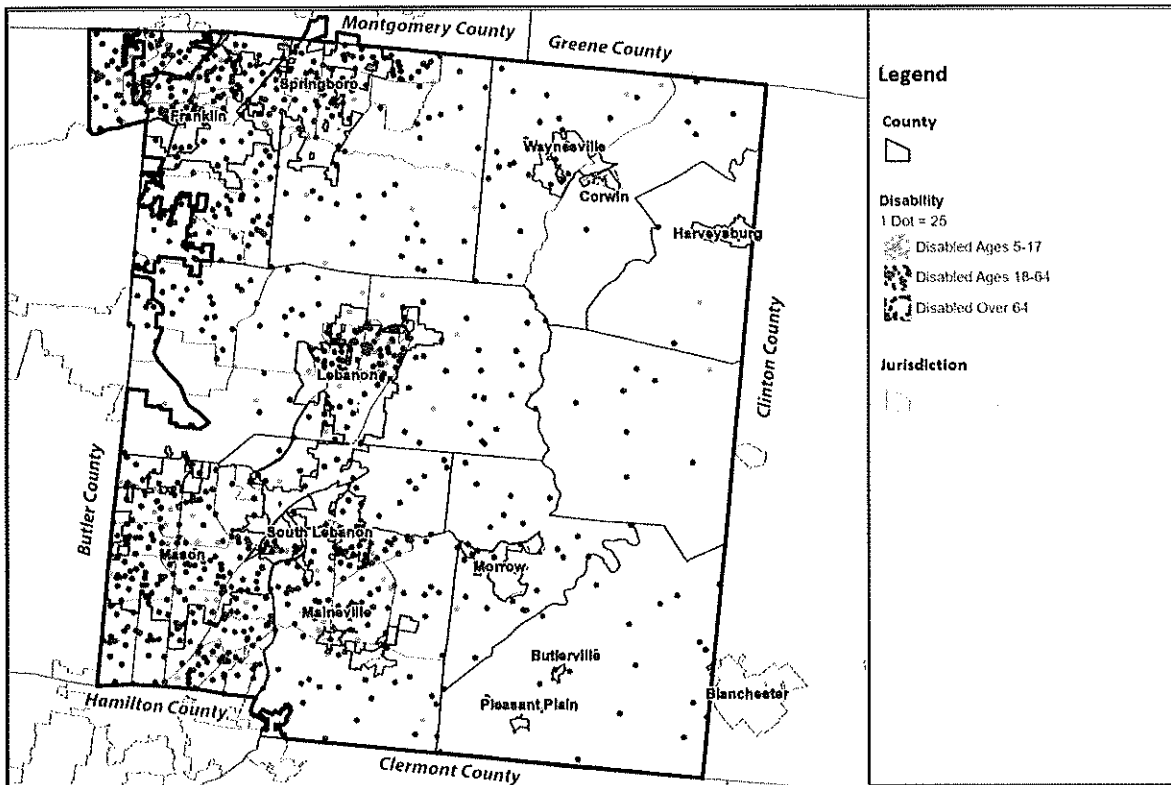 Montgomery County
Greene County
Springboro
Franklin
Waynesville
Corwin
Harveysburg
Clinton County
Lebanon
Butler County
South Lebanon
Mason
Morrow
Maineville
Butlerville
Blanchester
Pleasant Plain
Hamilton County
Clermont County
Legend
County
Disability
1 Dot = 25
Disabled Ages 5-17
Disabled Ages 18-64
Disabled Over 64
Jurisdiction